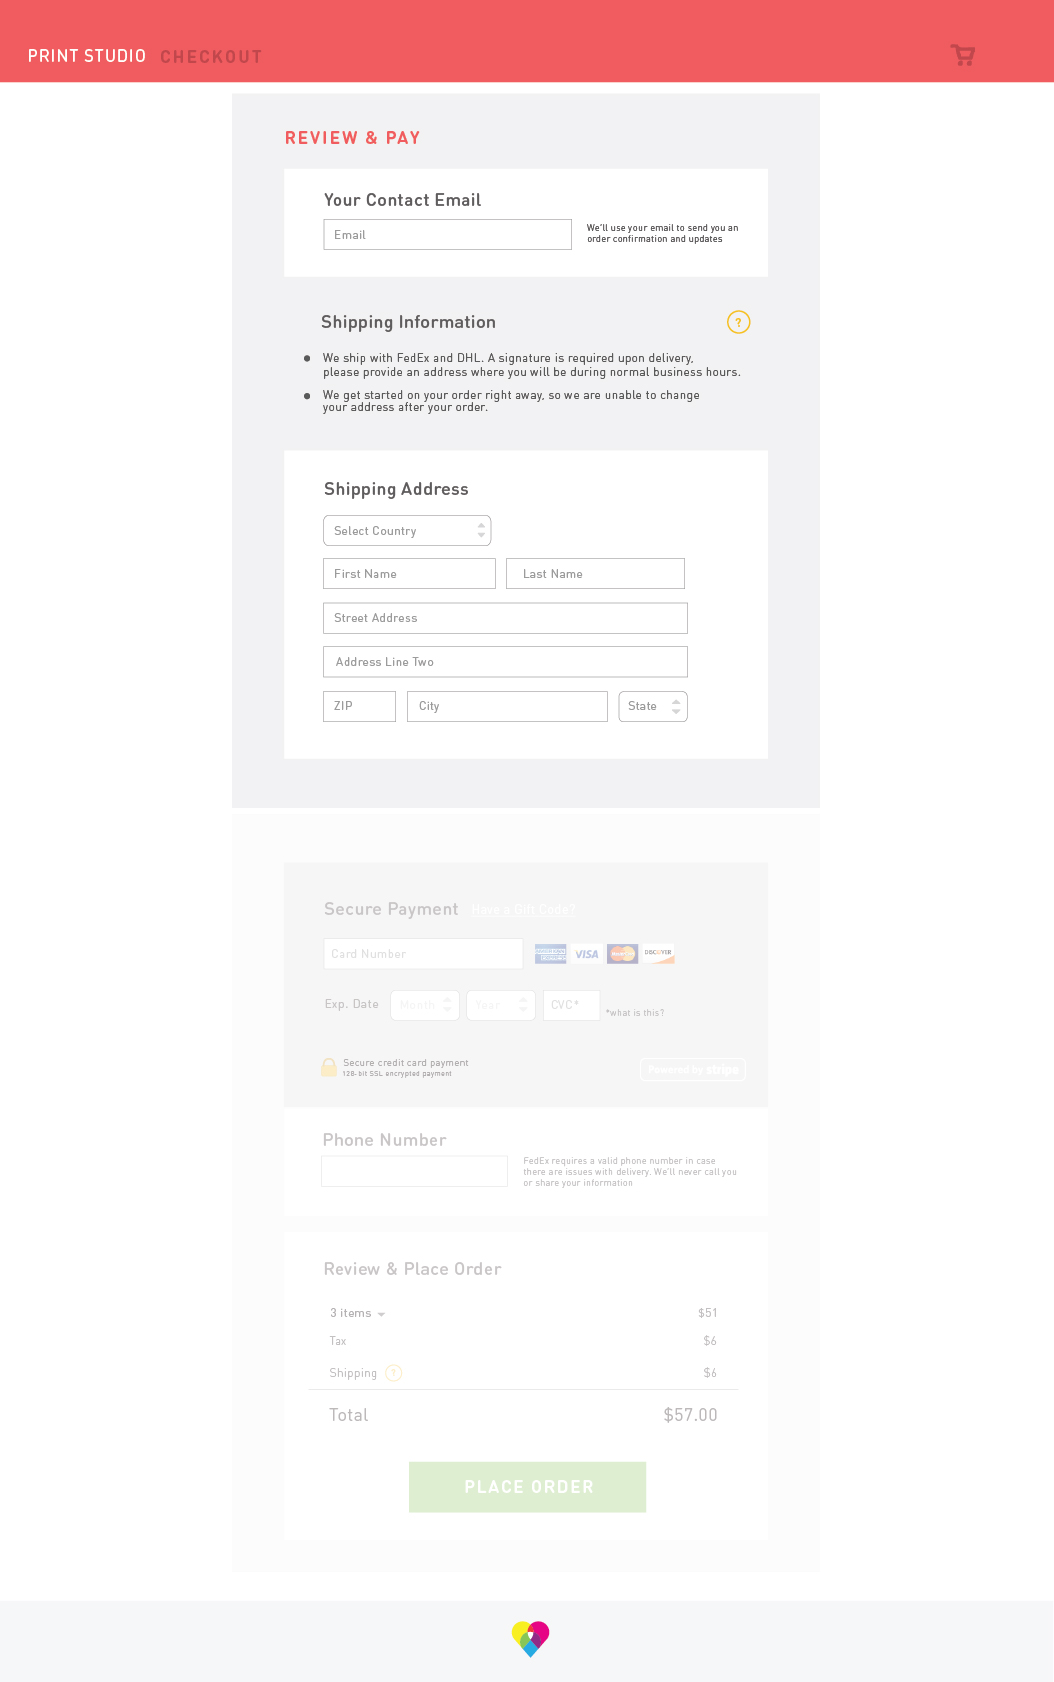 PRINT STUDIO CHECKOUT
REVIEW & PAY
Your Contact Email
Email
We'll use your email to send you an
order confirmation and updates
Shipping Information
?
We ship with FedEx and DHL. A signature is required upon delivery,
please provide an address where you will be during normal business hours.
We get started on your order right away, so we are unable to change
your address after your order.
Shipping Address
Select Country
First Name
Last Name
Street Address
Address Line Two
ZIP
City
State
Secure Payment Have a Gift Code?
Card Number
VISA
MasterCard
DISCOVER
Exp. Date
Month
Year
CVC*
*what is this?
Secure credit card payment
128-bit SSL encrypted payment
Powered by stripe
Phone Number
FedEx requires a valid phone number in case
there are issues with delivery. We'll never call you
or share your information
Review & Place Order
3 items $51
Tax $6
Shipping ? $6
Total $57.00
PLACE ORDER